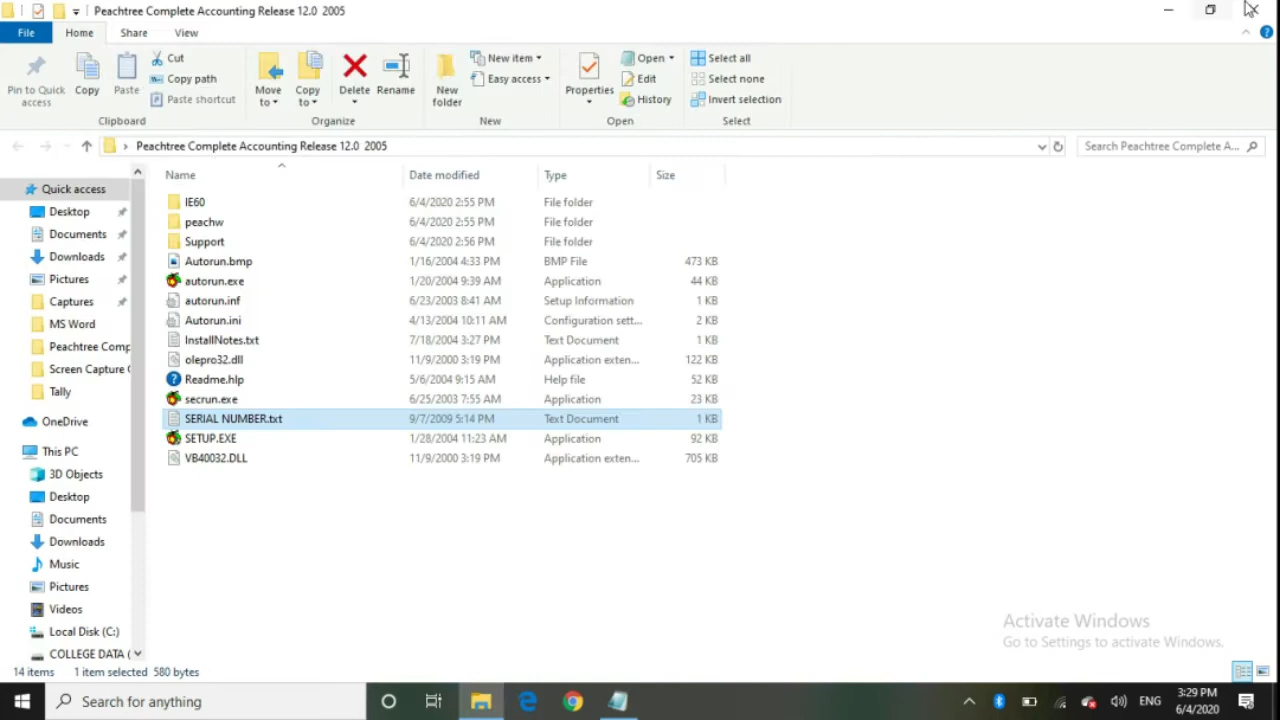 Peachtree Complete Accounting Release 12.0 2005
File Home Share View
Pin to Quick access
Copy
Paste
Cut
Copy path
Paste shortcut
Clipboard
Move to
Copy to
Delete
Rename
Organize
New folder
New item
Easy access
New
Properties
Open
Edit
History
Open
Select all
Select none
Invert selection
Select
Peachtree Complete Accounting Release 12.0 2005
Search Peachtree Complete A...
Quick access
Desktop
Documents
Downloads
Pictures
Captures
MS Word
Peachtree Comp
Screen Capture
Tally
OneDrive
This PC
3D Objects
Desktop
Documents
Downloads
Music
Pictures
Videos
Local Disk (C:)
COLLEGE DATA (
Name Date modified Type Size
IE60 6/4/2020 2:55 PM File folder
peachw 6/4/2020 2:55 PM File folder
Support 6/4/2020 2:56 PM File folder
Autorun.bmp 1/16/2004 4:33 PM BMP File 473 KB
autorun.exe 1/20/2004 9:39 AM Application 44 KB
autorun.inf 6/23/2003 8:41 AM Setup Information 1 KB
Autorun.ini 4/13/2004 10:11 AM Configuration sett... 2 KB
InstallNotes.txt 7/18/2004 3:27 PM Text Document 1 KB
olepro32.dll 11/9/2000 3:19 PM Application exten... 122 KB
Readme.hlp 5/6/2004 9:15 AM Help file 52 KB
secrun.exe 6/25/2003 7:55 AM Application 23 KB
SERIAL NUMBER.txt 9/7/2009 5:14 PM Text Document 1 KB
SETUP.EXE 1/28/2004 11:23 AM Application 92 KB
VB40032.DLL 11/9/2000 3:19 PM Application exten... 705 KB
Activate Windows
Go to Settings to activate Windows.
14 items 1 item selected 580 bytes
Search for anything
ENG
3:29 PM
6/4/2020